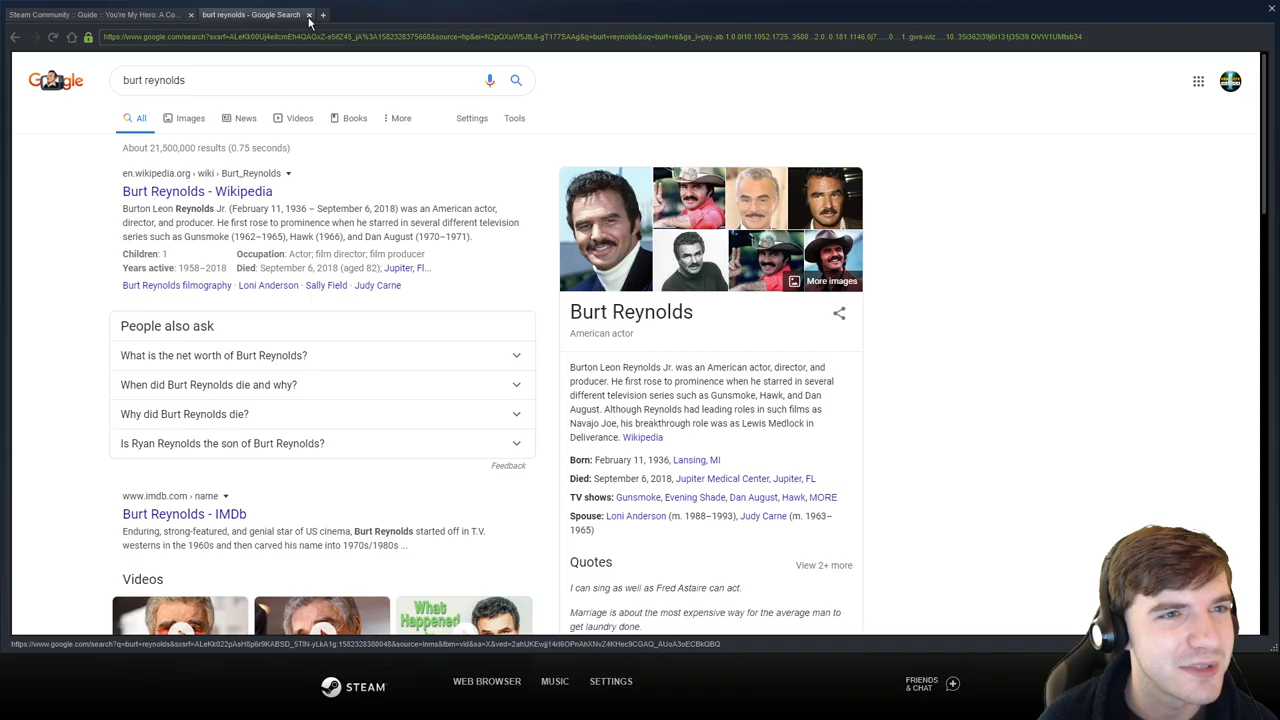 Steam Community :: Guide :: You're My Hero: A Co...
burt reynolds - Google Search
Google
burt reynolds
All
Images
News
Videos
Books
More
Settings
Tools
About 21,500,000 results (0.75 seconds)
en.wikipedia.org › wiki › Burt_Reynolds
Burt Reynolds - Wikipedia
Burton Leon Reynolds Jr. (February 11, 1936 – September 6, 2018) was an American actor,
director, and producer. He first rose to prominence when he starred in several different television
series such as Gunsmoke (1962–1965), Hawk (1966), and Dan August (1970–1971).
Children: 1 Occupation: Actor; film director; film producer
Years active: 1958–2018 Died: September 6, 2018 (aged 82); Jupiter, Fl...
Burt Reynolds filmography · Loni Anderson · Sally Field · Judy Carne
People also ask
What is the net worth of Burt Reynolds?
When did Burt Reynolds die and why?
Why did Burt Reynolds die?
Is Ryan Reynolds the son of Burt Reynolds?
Feedback
www.imdb.com › name
Burt Reynolds - IMDb
Enduring, strong-featured, and genial star of US cinema, Burt Reynolds started off in T.V.
westerns in the 1960s and then carved his name into 1970s/1980s ...
Videos
What
Happened
More images
Burt Reynolds
American actor
Burton Leon Reynolds Jr. was an American actor, director, and
producer. He first rose to prominence when he starred in several
different television series such as Gunsmoke, Hawk, and Dan
August. Although Reynolds had leading roles in such films as
Navajo Joe, his breakthrough role was as Lewis Medlock in
Deliverance. Wikipedia
Born: February 11, 1936, Lansing, MI
Died: September 6, 2018, Jupiter Medical Center, Jupiter, FL
TV shows: Gunsmoke, Evening Shade, Dan August, Hawk, MORE
Spouse: Loni Anderson (m. 1988–1993), Judy Carne (m. 1963–
1965)
Quotes
View 2+ more
I can sing as well as Fred Astaire can act.
Marriage is about the most expensive way for the average man to
get laundry done.
STEAM
WEB BROWSER
MUSIC
SETTINGS
FRIENDS
& CHAT